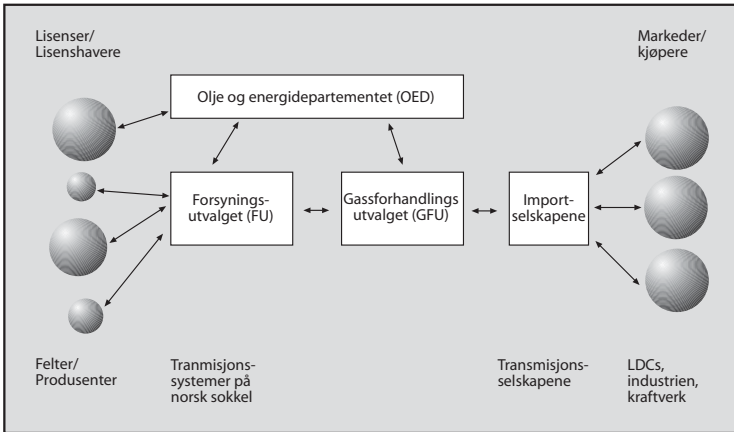 Lisenser/
Lisenshavere
Markeder/
kjøpere
Olje og energidepartementet (OED)
Forsynings-
utvalget (FU)
Gassforhandlings
utvalget (GFU)
Import-
selskapene
Felter/
Produsenter
Tranmisjons-
systemer på
norsk sokkel
Transmisjons-
selskapene
LDCs,
industrien,
kraftverk